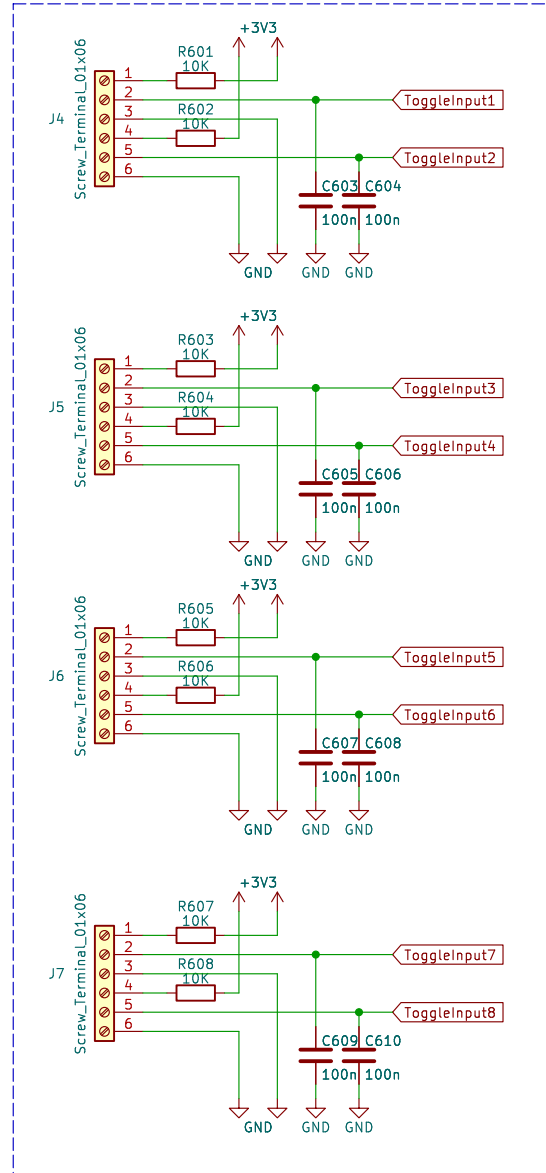 +3V3
R601
10K
Screw_Terminal_01x06
J4
1
2
3
4
5
6
R602
10K
ToggleInput1
ToggleInput2
C603 C604
100n 100n
GND GND GND
+3V3
R603
10K
Screw_Terminal_01x06
J5
1
2
3
4
5
6
R604
10K
ToggleInput3
ToggleInput4
C605 C606
100n 100n
GND GND GND
+3V3
R605
10K
Screw_Terminal_01x06
J6
1
2
3
4
5
6
R606
10K
ToggleInput5
ToggleInput6
C607 C608
100n 100n
GND GND GND
+3V3
R607
10K
Screw_Terminal_01x06
J7
1
2
3
4
5
6
R608
10K
ToggleInput7
ToggleInput8
C609 C610
100n 100n
GND GND GND